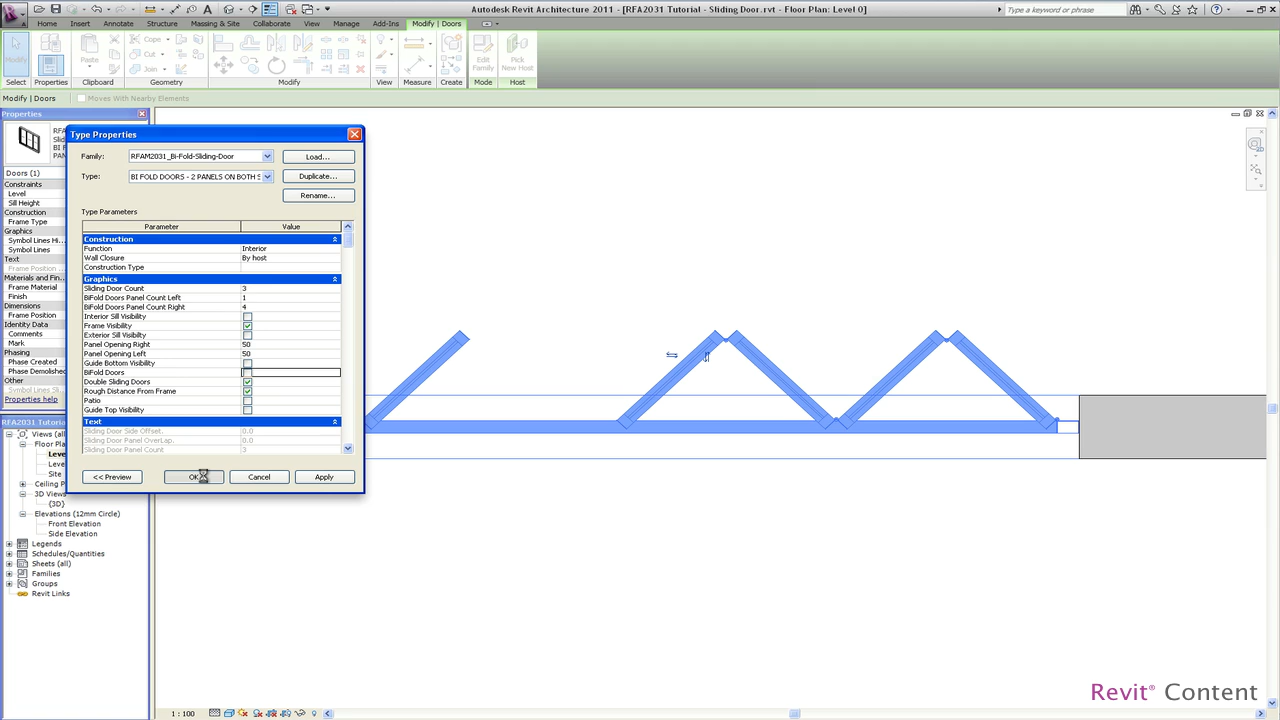 Autodesk Revit Architecture 2011 - [RFA2031 Tutorial - Sliding Door.rvt - Floor Plan: Level 0]
Type a keyword or phrase
Home Insert Annotate Structure Massing & Site Collaborate View Manage Add-Ins Modify | Doors
Modify Paste Cope Cut Join Create Edit Family Pick New Host
Select Properties Clipboard Geometry Modify View Measure Create Mode Host
Modify | Doors Moves With Nearby Elements
Properties
Doors (1)
Constraints
Level
Sill Height
Construction
Frame Type
Graphics
Symbol Lines Hi...
Symbol Lines
Text
Frame Position
Materials and Fin...
Frame Material
Finish
Dimensions
Frame Position
Identity Data
Comments
Mark
Phasing
Phase Created
Phase Demolished
Other
Symbolic Lines Sl...
Properties help
Type Properties
Family: RFAM2031_Bi-Fold-Sliding-Door Load...
Type: BI FOLD DOORS - 2 PANELS ON BOTH S Duplicate...
Rename...
Type Parameters
Parameter Value
Construction
Function Interior
Wall Closure By host
Construction Type
Graphics
Sliding Door Count 3
BiFold Doors Panel Count Left 1
BiFold Doors Panel Count Right 4
Interior Sill Visibility
Frame Visibility
Exterior Sill Visibilty
Panel Opening Right 50
Panel Opening Left 50
Guide Bottom Visibility
BiFold Doors
Double Sliding Doors
Rough Distance From Frame
Patio
Guide Top Visibility
Text
Sliding Door Side Offset. 0.0
Sliding Door Panel OverLap. 0.0
Sliding Door Panel Count 3
<< Preview OK Cancel Apply
RFA2031 Tutorial
Views (all)
Floor Plan
Level
Level
Site
Ceiling P
3D Views
{3D}
Elevations (12mm Circle)
Front Elevation
Side Elevation
Legends
Schedules/Quantities
Sheets (all)
Families
Groups
Revit Links
1 : 100
Revit® Content